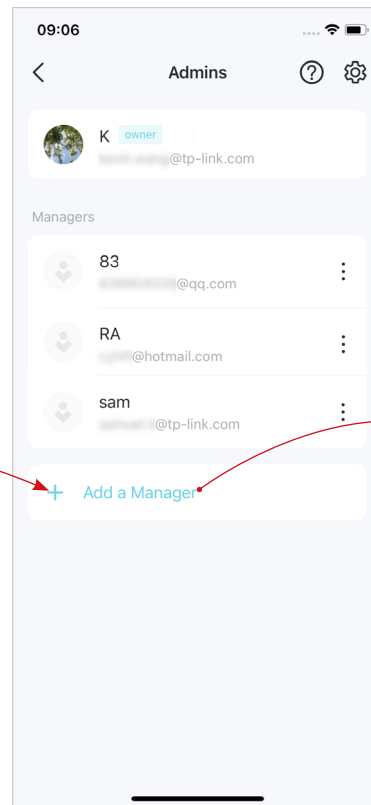 09:06
Admins
K owner
@tp-link.com
Managers
83
@qq.com
RA
@hotmail.com
sam
@tp-link.com
+ Add a Manager